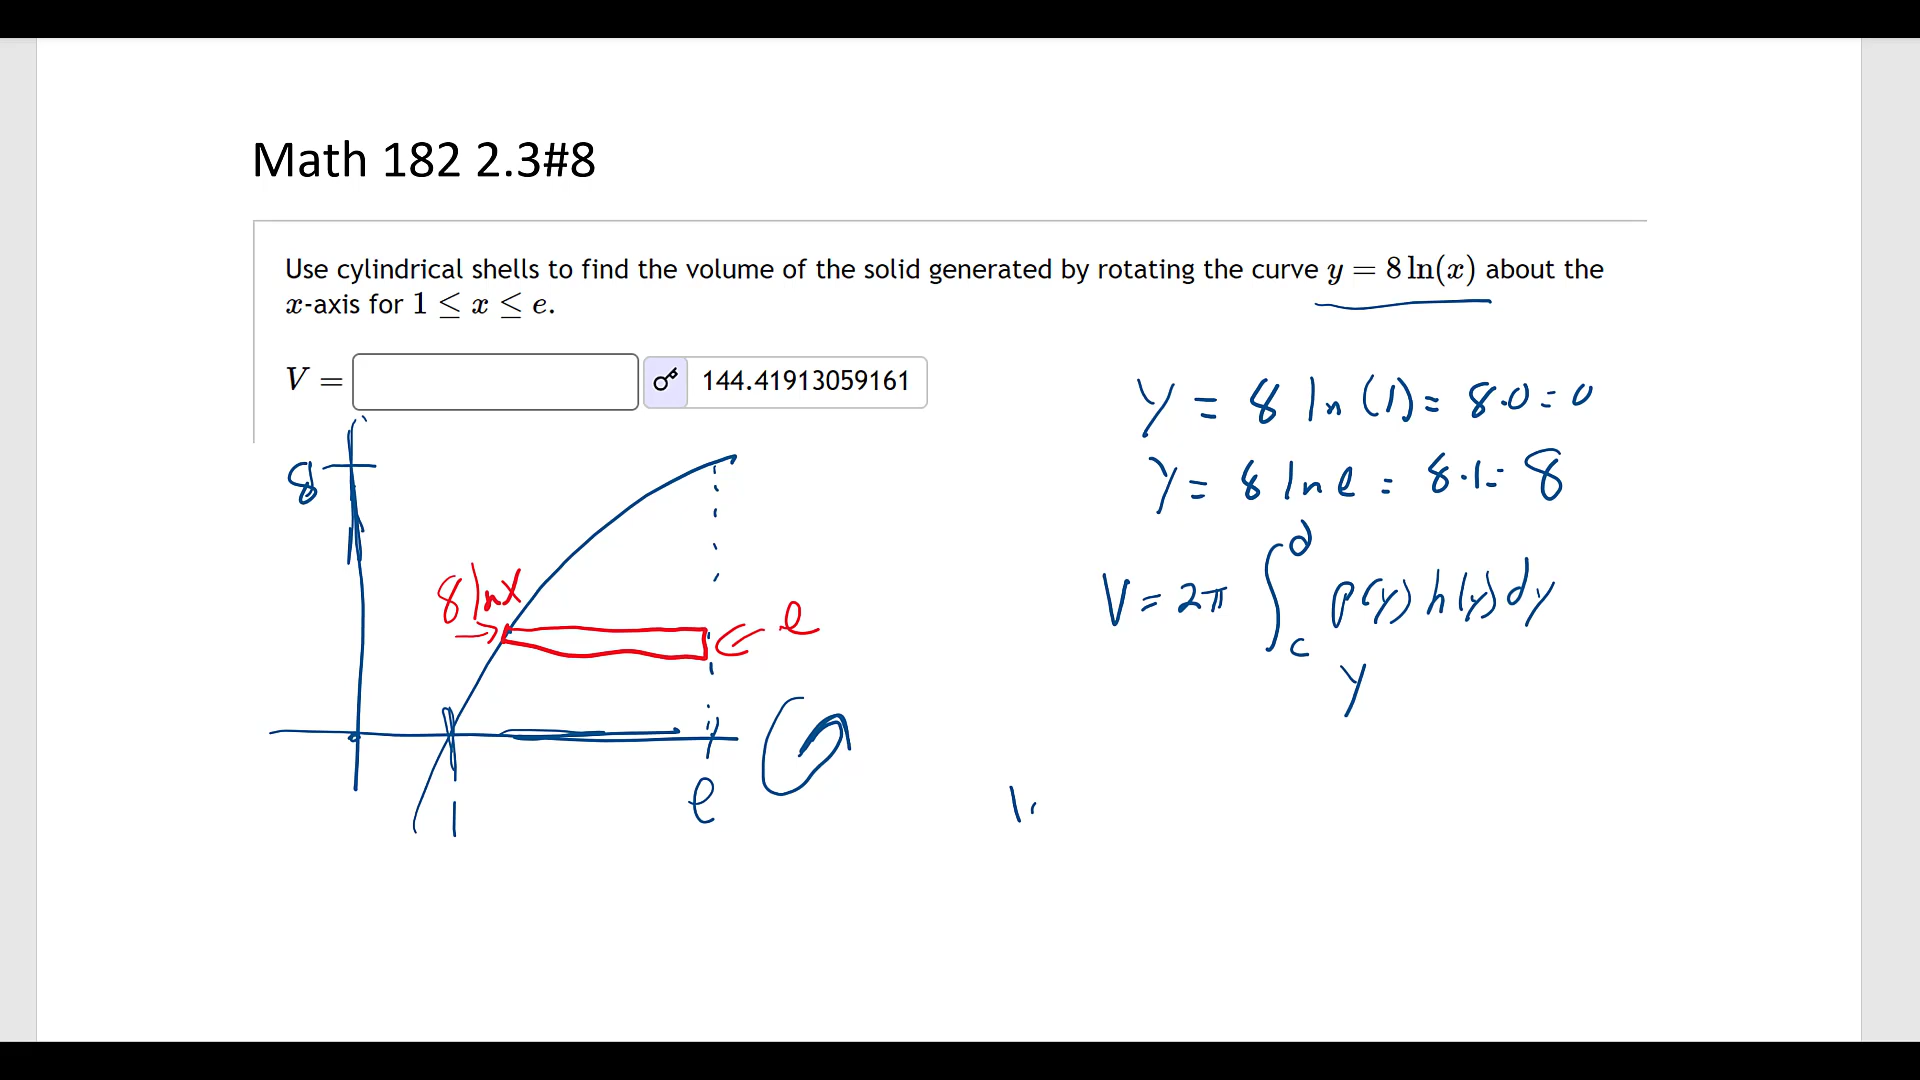 Math 182 2.3#8
Use cylindrical shells to find the volume of the solid generated by rotating the curve y = 8 ln(x) about the
x-axis for 1 ≤ x ≤ e.
V = 144.41913059161
y = 8 ln (1) = 8·0 = 0
8
y = 8 ln e = 8·1 = 8
8 ln x
e
V = 2π ∫ c d p(y) h(y) dy
y
1
e